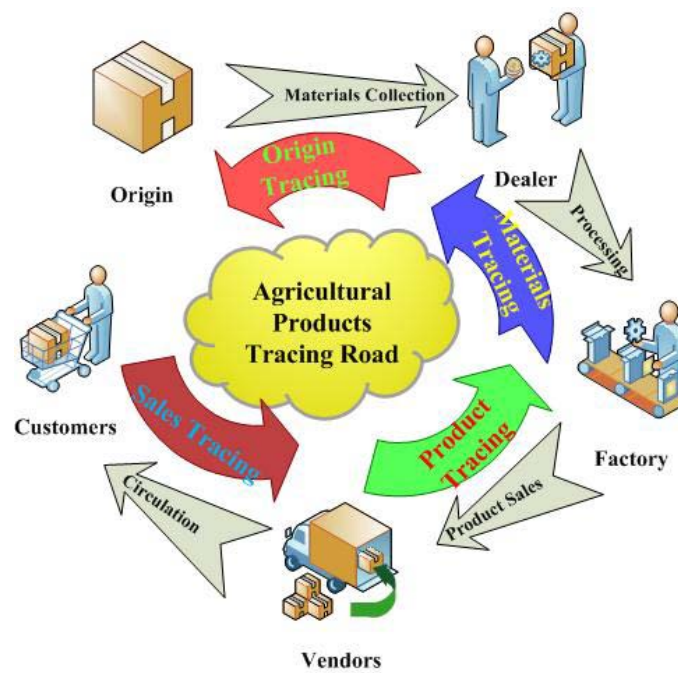 Materials Collection
Origin
Tracing
Origin
Dealer
Processing
Materials
Tracing
Agricultural
Products
Tracing Road
Customers
Sales Tracing
Product
Tracing
Factory
Circulation
Product Sales
Vendors